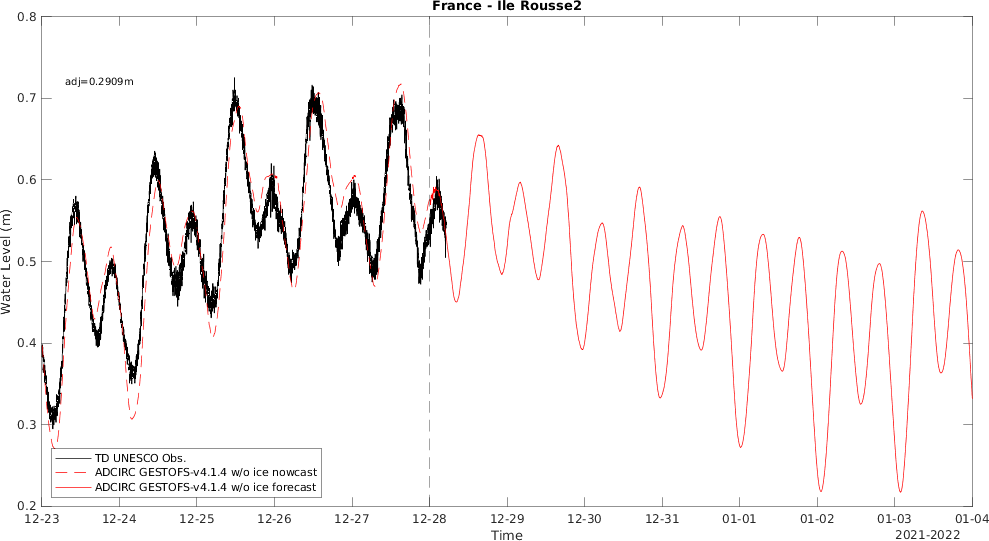 France - Ile Rousse2
adj=0.2909m
Water Level (m)
0.8
0.7
0.6
0.5
0.4
0.3
0.2
TD UNESCO Obs.
ADCIRC GESTOFS-v4.1.4 w/o ice nowcast
ADCIRC GESTOFS-v4.1.4 w/o ice forecast
12-23 12-24 12-25 12-26 12-27 12-28 12-29 12-30 12-31 01-01 01-02 01-03 01-04
Time
2021-2022